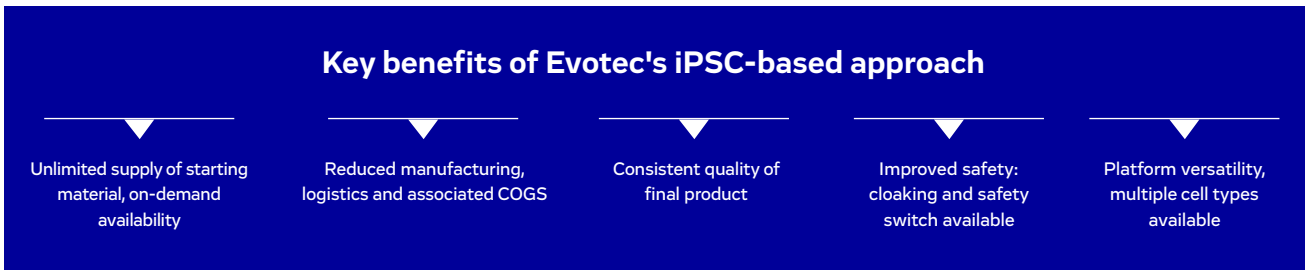 Key benefits of Evotec's iPSC-based approach
Unlimited supply of starting
material, on-demand
availability
Reduced manufacturing,
logistics and associated COGS
Consistent quality of
final product
Improved safety:
cloaking and safety
switch available
Platform versatility,
multiple cell types
available